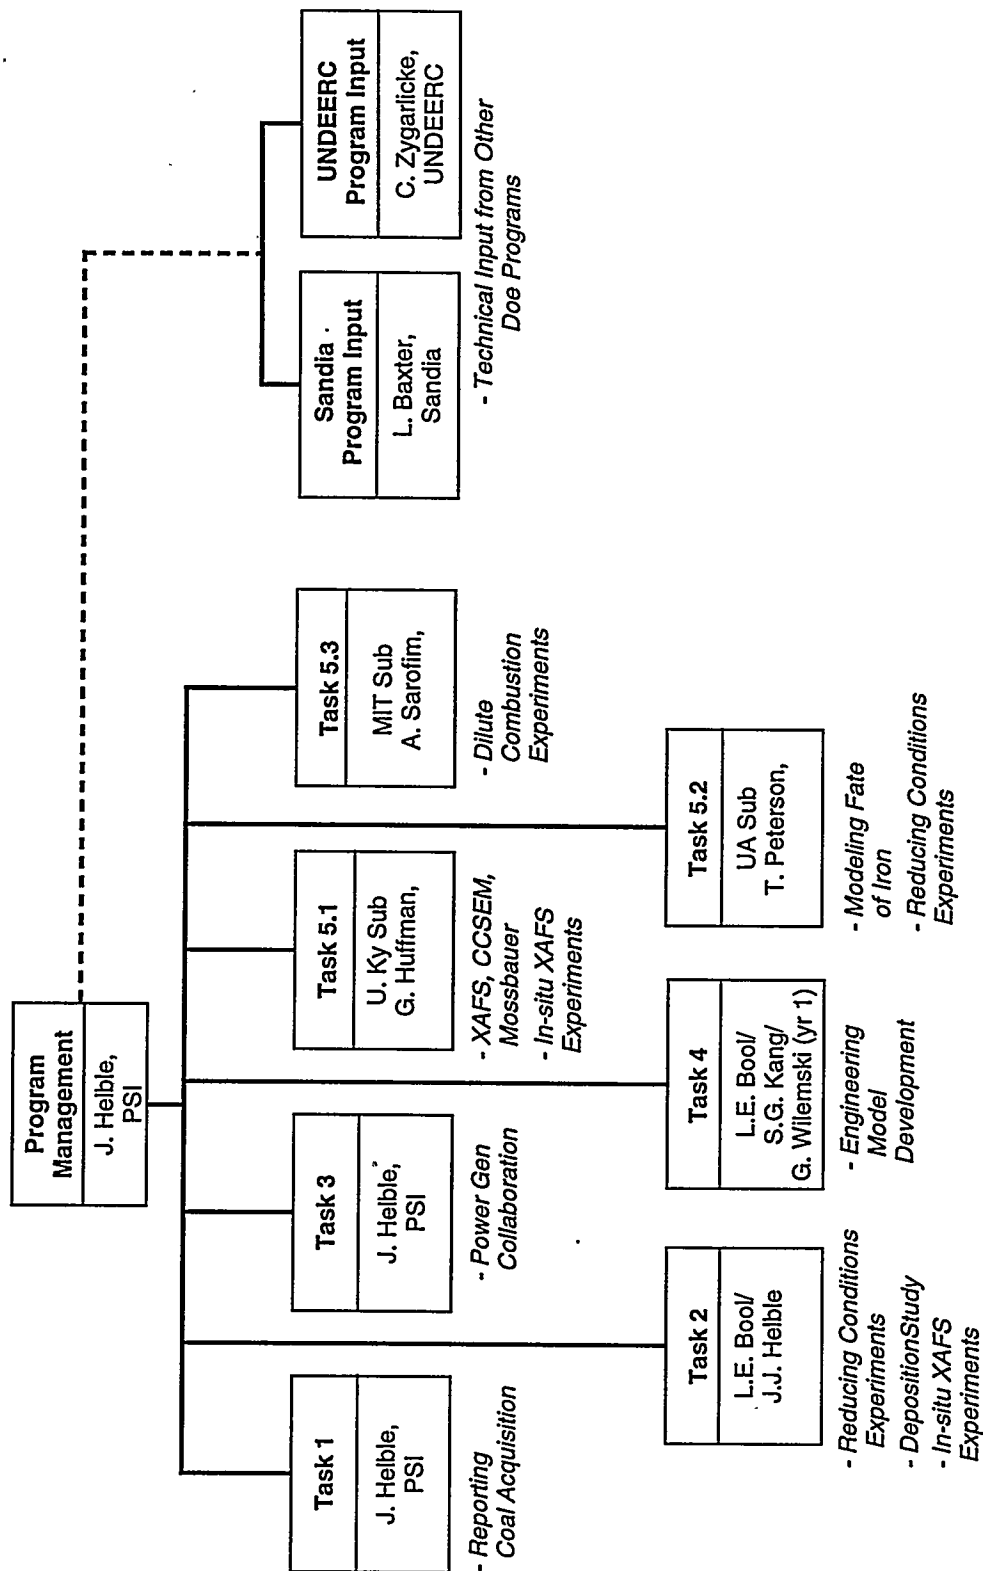 Program
Management
J. Helble,
PSI
Task 1
J. Helble,
PSI
- Reporting
Coal Acquisition
Task 3
J. Helble,
PSI
- Power Gen
Collaboration
Task 5.1
U. Ky Sub
G. Huffman,
- XAFS, CCSEM,
Mossbauer
- In-situ XAFS
Experiments
Task 5.3
MIT Sub
A. Sarofim,
- Dilute
Combustion
Experiments
Sandia
Program Input
L. Baxter,
Sandia
UNDEERC
Program Input
C. Zygarlicke,
UNDEERC
- Technical Input from Other
Doe Programs
Task 2
L.E. Bool/
J.J. Helble
- Reducing Conditions
Experiments
- DepositionStudy
- In-situ XAFS
Experiments
Task 4
L.E. Bool/
S.G. Kang/
G. Wilemski (yr 1)
- Engineering
Model
Development
Task 5.2
UA Sub
T. Peterson,
- Modeling Fate
of Iron
- Reducing Conditions
Experiments